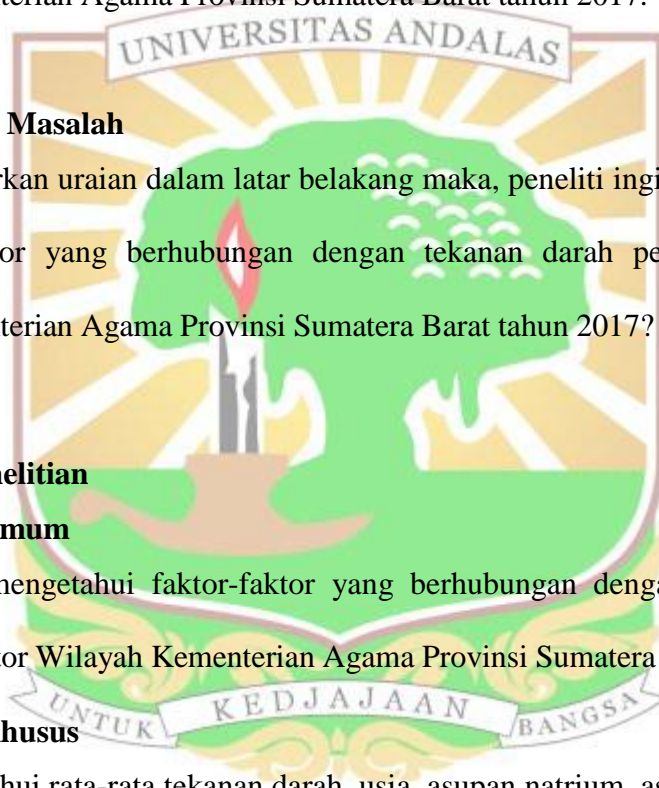 terian Agama Provinsi Sumatera Barat tahun 2017?
UNIVERSITAS ANDALAS
Masalah
rkan uraian dalam latar belakang maka, peneliti ingi
or yang berhubungan dengan tekanan darah pe
terian Agama Provinsi Sumatera Barat tahun 2017?
elitian
mum
mengetahui faktor-faktor yang berhubungan denga
tor Wilayah Kementerian Agama Provinsi Sumatera
UNTUK KEDJAJAAN BANGSA
husus
hui rata-rata tekanan darah, usia, asupan natrium, as